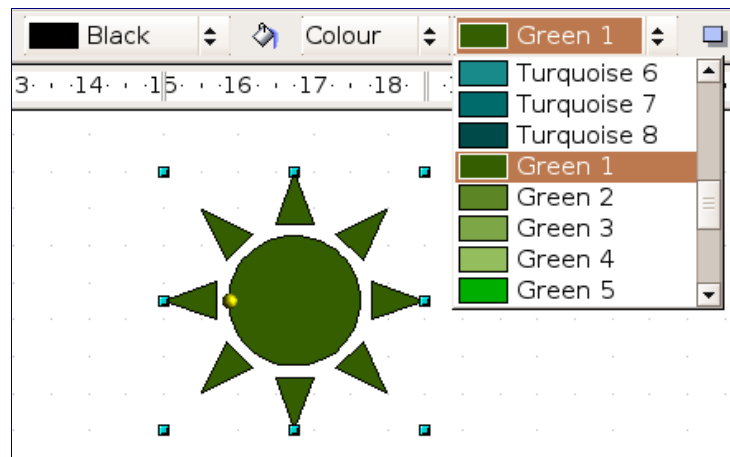 Black Colour Green 1
3 · 14 · 15 · 16 · 17 · 18 ·
Turquoise 6
Turquoise 7
Turquoise 8
Green 1
Green 2
Green 3
Green 4
Green 5